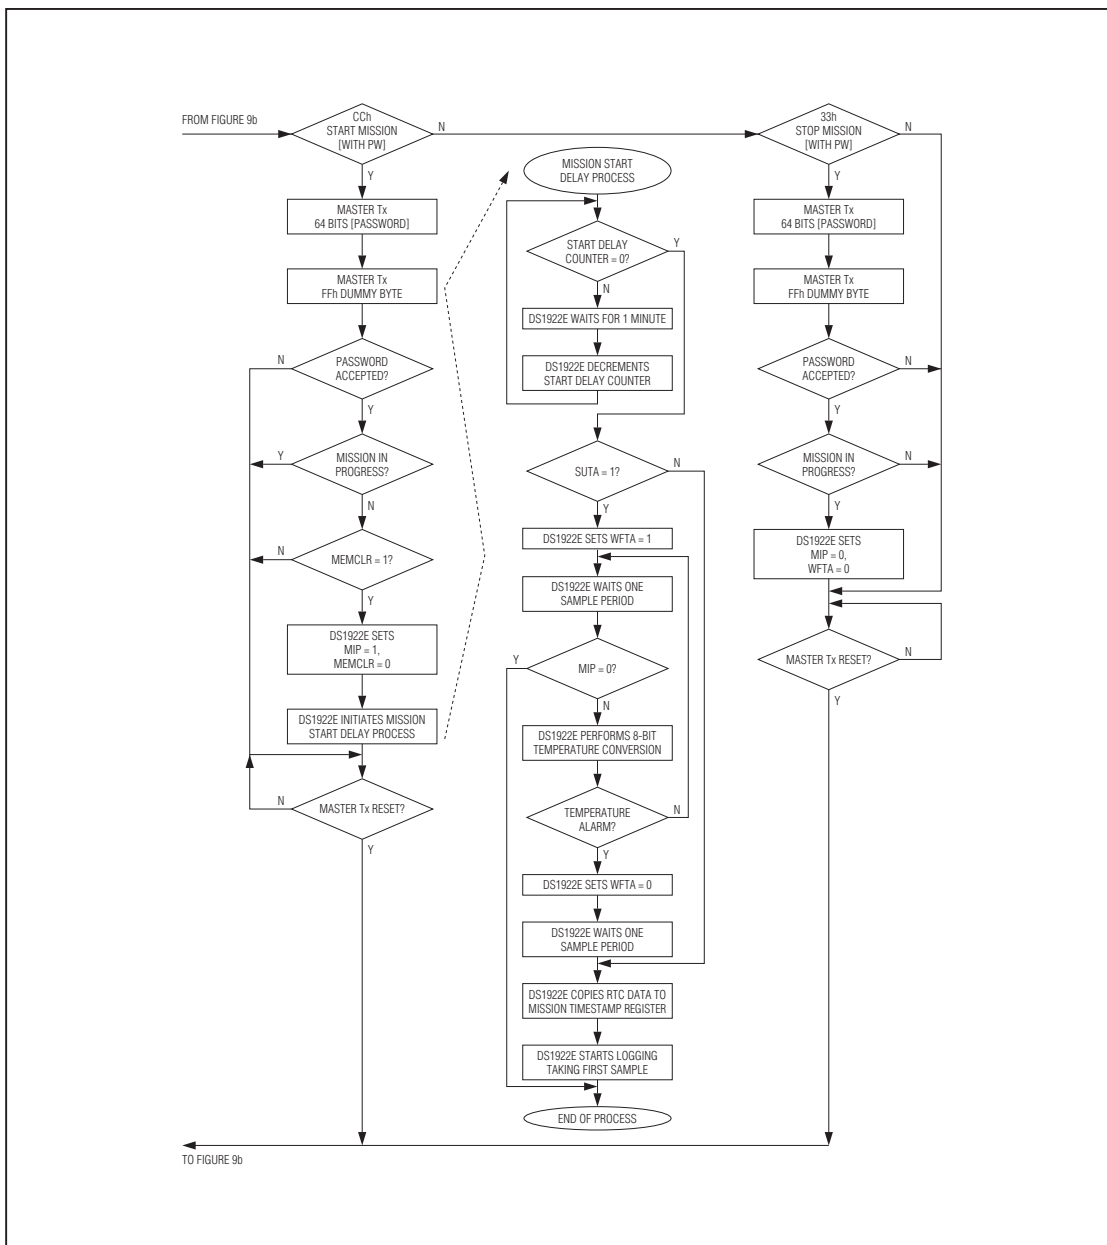 FROM FIGURE 9b
CCh
START MISSION
[WITH PW]
N
Y
MASTER Tx
64 BITS [PASSWORD]
MASTER Tx
FFh DUMMY BYTE
N
PASSWORD
ACCEPTED?
Y
Y
MISSION IN
PROGRESS?
N
N
MEMCLR = 1?
Y
DS1922E SETS
MIP = 1,
MEMCLR = 0
DS1922E INITIATES MISSION
START DELAY PROCESS
N
MASTER Tx RESET?
Y
MISSION START
DELAY PROCESS
START DELAY
COUNTER = 0?
Y
N
DS1922E WAITS FOR 1 MINUTE
DS1922E DECREMENTS
START DELAY COUNTER
SUTA = 1?
N
Y
DS1922E SETS WFTA = 1
DS1922E WAITS ONE
SAMPLE PERIOD
Y
MIP = 0?
N
DS1922E PERFORMS 8-BIT
TEMPERATURE CONVERSION
TEMPERATURE
ALARM?
N
Y
DS1922E SETS WFTA = 0
DS1922E WAITS ONE
SAMPLE PERIOD
DS1922E COPIES RTC DATA TO
MISSION TIMESTAMP REGISTER
DS1922E STARTS LOGGING
TAKING FIRST SAMPLE
END OF PROCESS
33h
STOP MISSION
[WITH PW]
N
Y
MASTER Tx
64 BITS [PASSWORD]
MASTER Tx
FFh DUMMY BYTE
PASSWORD
ACCEPTED?
N
Y
MISSION IN
PROGRESS?
N
Y
DS1922E SETS
MIP = 0,
WFTA = 0
MASTER Tx RESET?
N
Y
TO FIGURE 9b